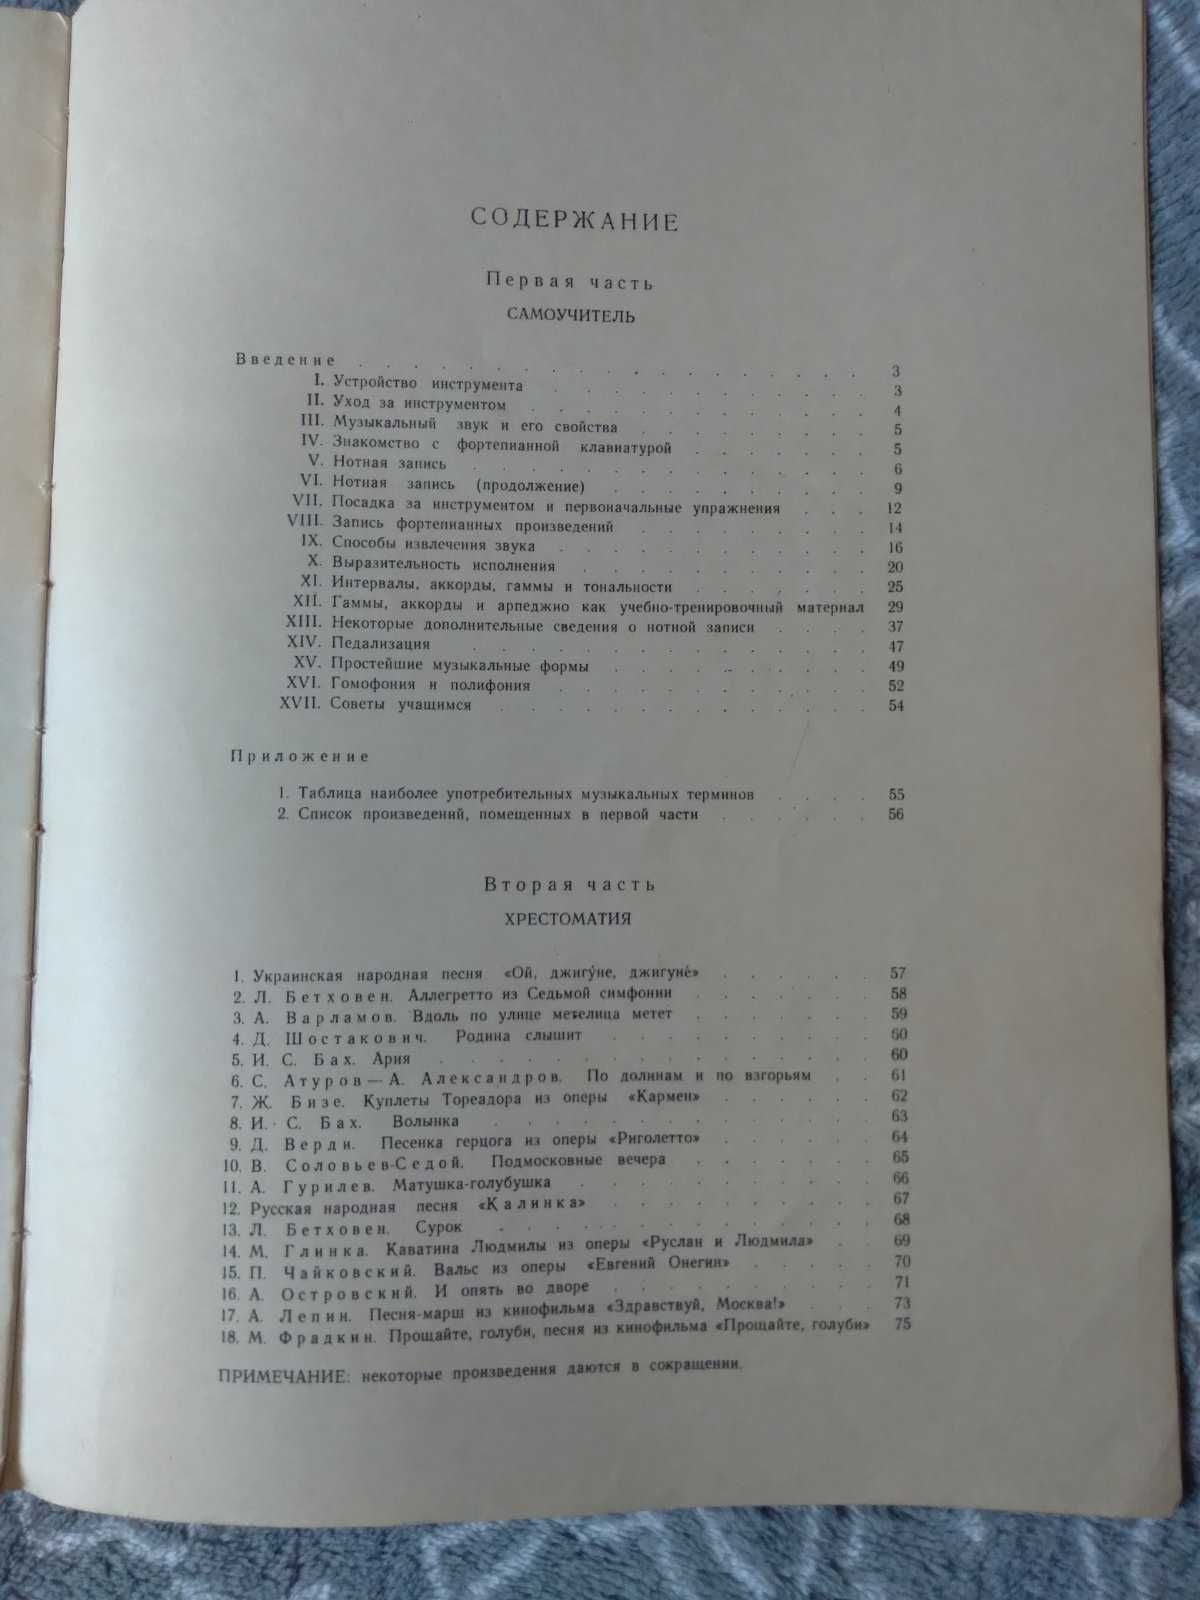 СОДЕРЖАНИЕ
Первая часть
САМОУЧИТЕЛЬ
Введение . . . . . . . . . . . . . . . . . . 3
I. Устройство инструмента . . . . . . . . . . . 3
II. Уход за инструментом . . . . . . . . . . . . 4
III. Музыкальный звук и его свойства . . . . . . . . 5
IV. Знакомство с фортепианной клавиатурой . . . . . . 5
V. Нотная запись . . . . . . . . . . . . . . 6
VI. Нотная запись (продолжение) . . . . . . . . . 9
VII. Посадка за инструментом и первоначальные упражнения . . . 12
VIII. Запись фортепианных произведений . . . . . . . . 14
IX. Способы извлечения звука . . . . . . . . . . . 16
X. Выразительность исполнения . . . . . . . . . . 20
XI. Интервалы, аккорды, гаммы и тональности . . . . . . 25
XII. Гаммы, аккорды и арпеджио как учебно-тренировочный материал 29
XIII. Некоторые дополнительные сведения о нотной записи . . . . 37
XIV. Педализация . . . . . . . . . . . . . . 47
XV. Простейшие музыкальные формы . . . . . . . . . 49
XVI. Гомофония и полифония . . . . . . . . . . . 52
XVII. Советы учащимся . . . . . . . . . . . . . 54
Приложение
1. Таблица наиболее употребительных музыкальных терминов . . . . 55
2. Список произведений, помещенных в первой части . . . . . . 56
Вторая часть
ХРЕСТОМАТИЯ
1. Украинская народная песня «Ой, джигу́не, джигуне́» . . . . . . 57
2. Л. Бетховен. Аллегретто из Седьмой симфонии . . . . . . . 58
3. А. Варламов. Вдоль по улице метелица метет . . . . . . . 59
4. Д. Шостакович. Родина слышит . . . . . . . . . . 60
5. И. С. Бах. Ария . . . . . . . . . . . . . . . . 60
6. С. Атуров — А. Александров. По долинам и по взгорьям . . 61
7. Ж. Бизе. Куплеты Тореадора из оперы «Кармен» . . . . . . 62
8. И. С. Бах. Волынка . . . . . . . . . . . . . . 63
9. Д. Верди. Песенка герцога из оперы «Риголетто» . . . . . . 64
10. В. Соловьев-Седой. Подмосковные вечера . . . . . . . 65
11. А. Гурилев. Матушка-голубушка . . . . . . . . . . . 66
12. Русская народная песня «Калинка» . . . . . . . . . . 67
13. Л. Бетховен. Сурок . . . . . . . . . . . . . . 68
14. М. Глинка. Каватина Людмилы из оперы «Руслан и Людмила» . . 69
15. П. Чайковский. Вальс из оперы «Евгений Онегин» . . . . . 70
16. А. Островский. И опять во дворе . . . . . . . . . . 71
17. А. Лепин. Песня-марш из кинофильма «Здравствуй, Москва!» . . . 73
18. М. Фрадкин. Прощайте, голуби, песня из кинофильма «Прощайте, голуби» 75
ПРИМЕЧАНИЕ: некоторые произведения даются в сокращении.